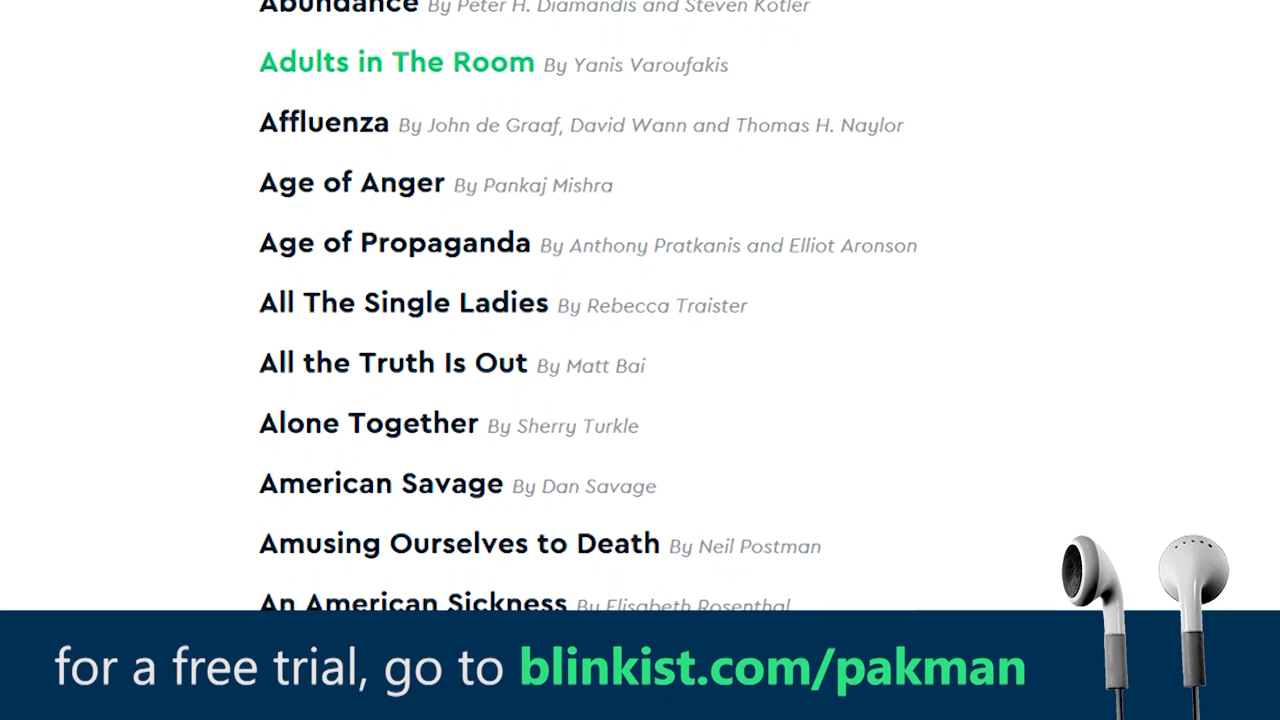 Abundance By Peter H. Diamandis and Steven Kotler
Adults in The Room By Yanis Varoufakis
Affluenza By John de Graaf, David Wann and Thomas H. Naylor
Age of Anger By Pankaj Mishra
Age of Propaganda By Anthony Pratkanis and Elliot Aronson
All The Single Ladies By Rebecca Traister
All the Truth Is Out By Matt Bai
Alone Together By Sherry Turkle
American Savage By Dan Savage
Amusing Ourselves to Death By Neil Postman
An American Sickness By Elisabeth Rosenthal
for a free trial, go to blinkist.com/pakman